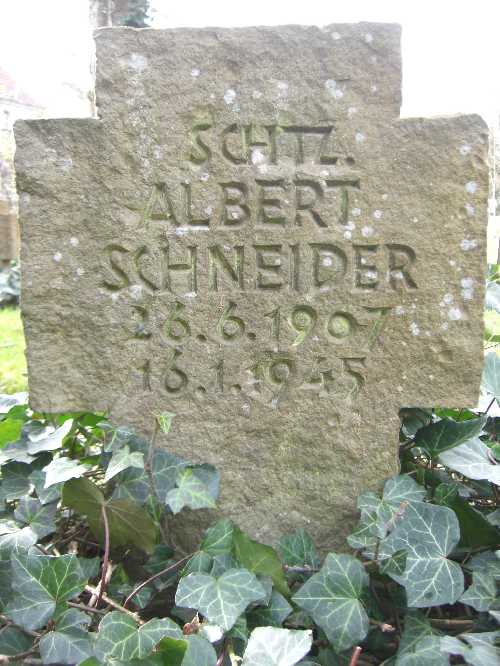 SCHTZ.
ALBERT
SCHNEIDER
26.6.1907
16.1.1945